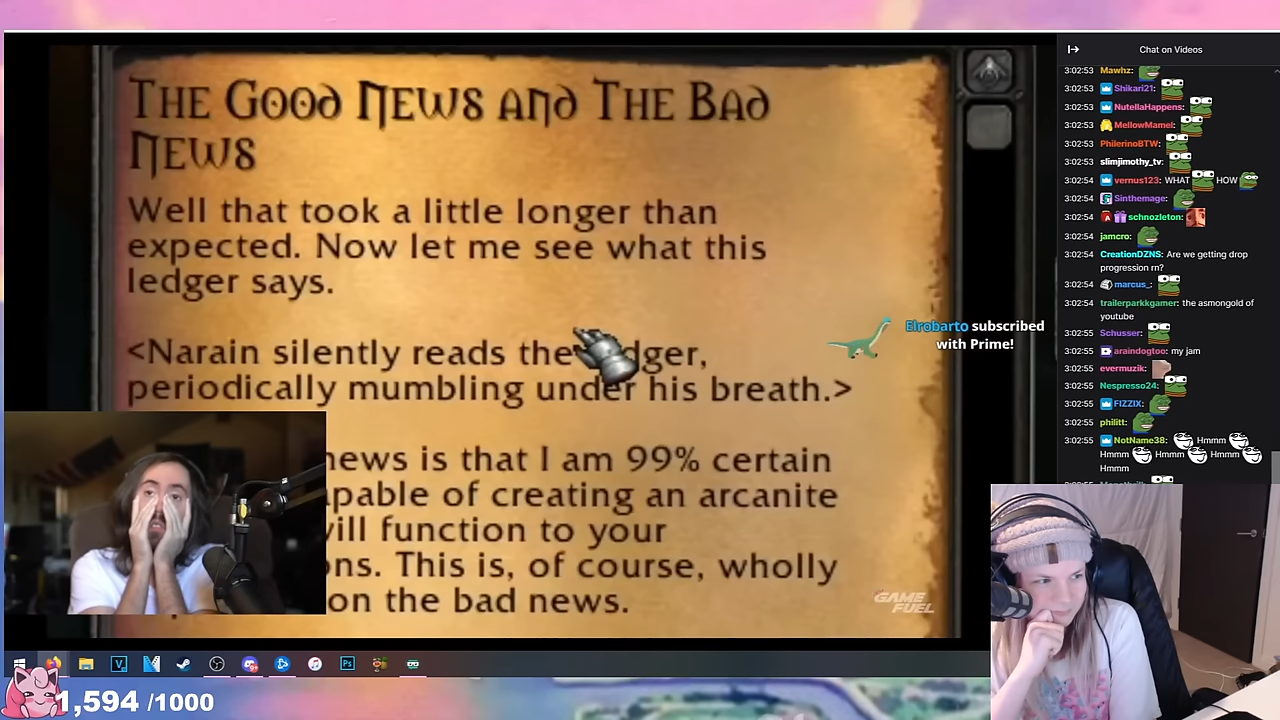 THE GOOD NEWS AND THE BAD
NEWS
Well that took a little longer than
expected. Now let me see what this
ledger says.
<Narain silently reads the dger,
periodically mumbling under his breath.>
news is that I am 99% certain
apable of creating an arcanite
will function to your
ons. This is, of course, wholly
on the bad news.
GAME
FUEL
Elrobarto subscribed
with Prime!
Chat on Videos
3:02:53 Mawhz:
3:02:53 Shikari21:
3:02:53 NutellaHappens:
3:02:53 MellowMamel:
3:02:53 PhilerinoBTW:
3:02:53 slimjimothy_tv:
3:02:54 vernus123: WHAT HOW
3:02:54 Sinthemage:
3:02:54 schnozleton:
3:02:54 jamcro:
3:02:54 CreationDZNS: Are we getting drop
progression rn?
3:02:54 marcus_:
3:02:54 trailerparkkgamer: the asmongold of
youtube
3:02:55 Schusser:
3:02:55 araindogtoo: my jam
3:02:55 evermuzik:
3:02:55 Nespresso24:
3:02:55 FIZZIX:
3:02:55 philitt:
3:02:55 NotName38: Hmmm
Hmmm Hmmm Hmmm
Hmmm
Ps
1,594 /1000